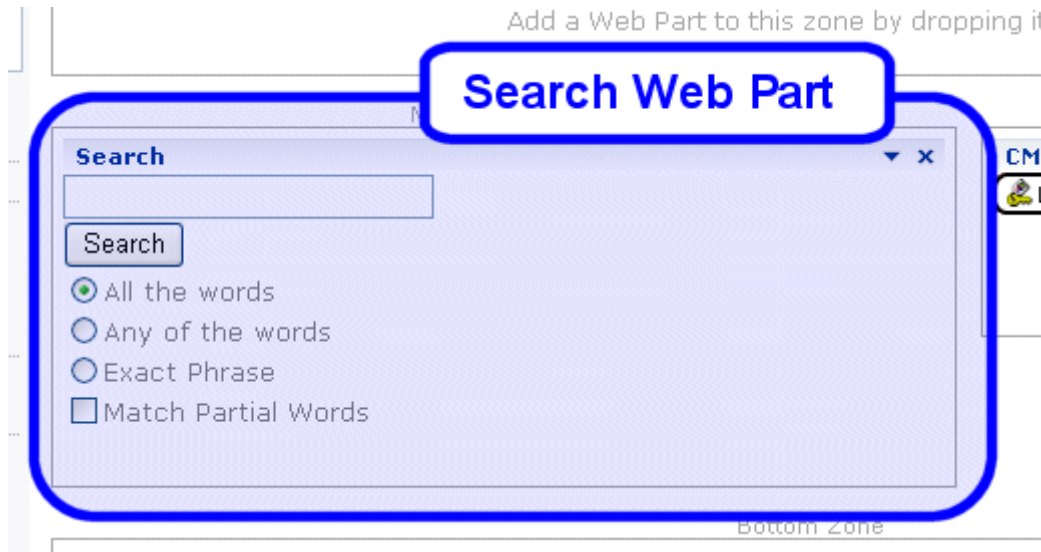 Add a Web Part to this zone by dropping it
Search Web Part
Search
CM
Search
All the words
Any of the words
Exact Phrase
Match Partial Words
Bottom Zone